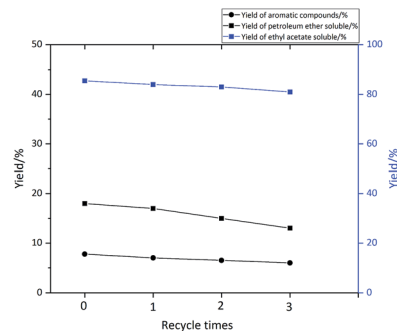 Yield of aromatic compounds/%
Yield of petroleum ether soluble/%
Yield of ethyl acetate soluble/%
50
40
30
20
10
0
Yield/%
100
80
60
40
20
0
Yield/%
0 1 2 3
Recycle times